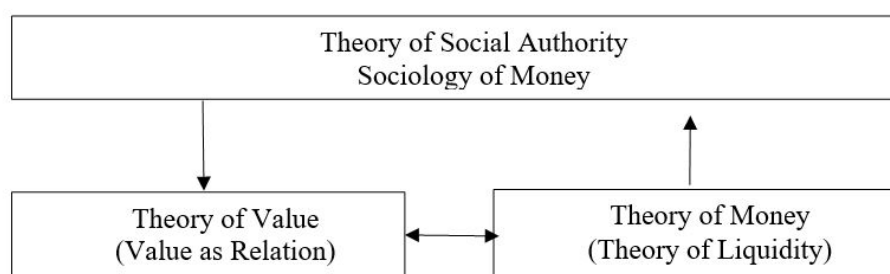 Theory of Social Authority
Sociology of Money
Theory of Value
(Value as Relation)
Theory of Money
(Theory of Liquidity)